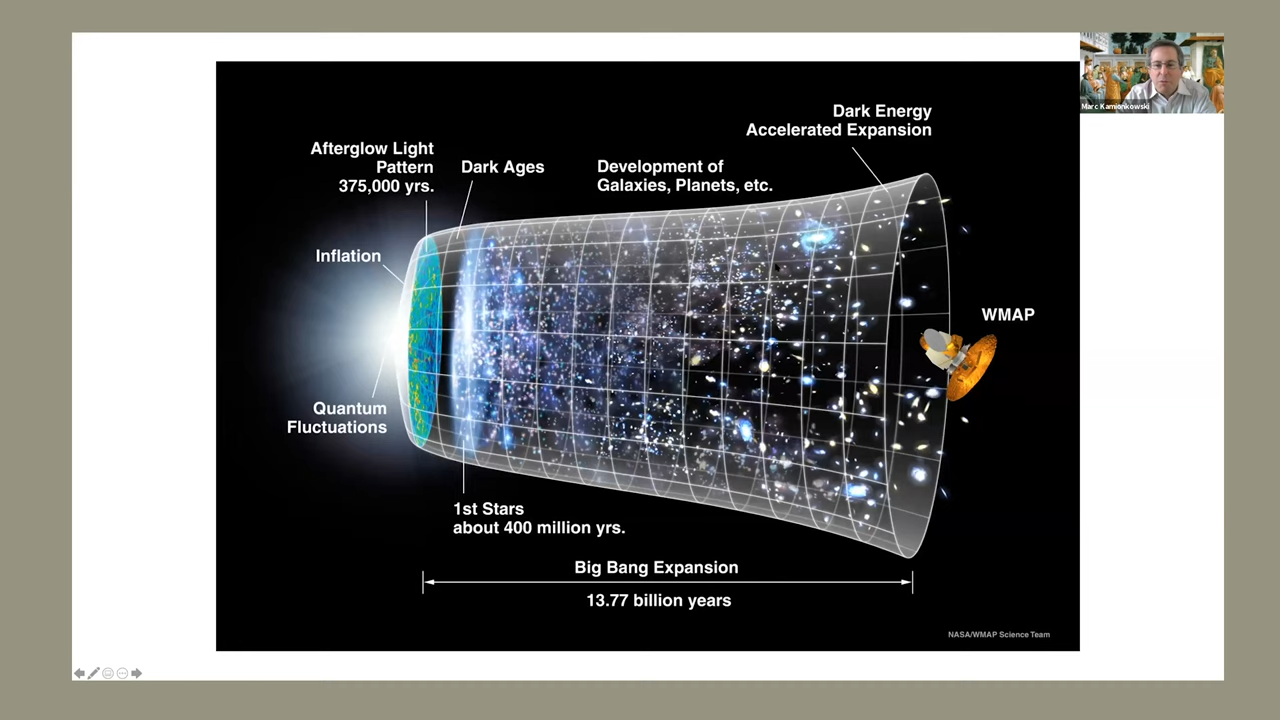 Marc Kamionkowski
Dark Energy
Accelerated Expansion
Afterglow Light
Pattern
375,000 yrs.
Dark Ages
Development of
Galaxies, Planets, etc.
Inflation
WMAP
Quantum
Fluctuations
1st Stars
about 400 million yrs.
Big Bang Expansion
13.77 billion years
NASA/WMAP Science Team